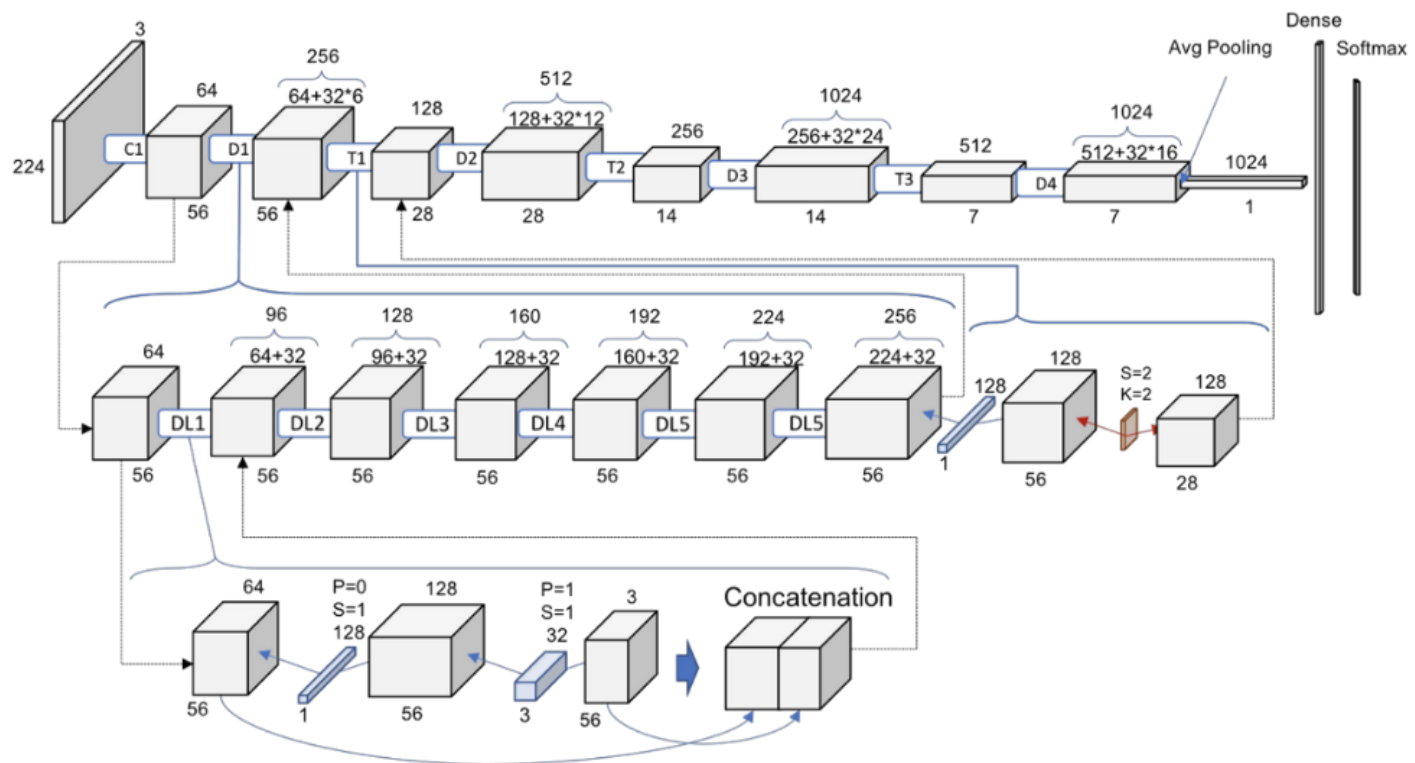 3
224
C1
64
56
D1
256
64+32*6
56
T1
128
28
D2
512
128+32*12
28
T2
256
14
D3
1024
256+32*24
14
T3
512
7
D4
1024
512+32*16
7
Avg Pooling
1024
1
Dense
Softmax
64
56
DL1
96
64+32
56
DL2
128
96+32
56
DL3
160
128+32
56
DL4
192
160+32
56
DL5
224
192+32
56
DL5
256
224+32
56
128
1
128
56
S=2
K=2
128
28
64
56
P=0
S=1
128
1
128
56
P=1
S=1
32
3
3
56
Concatenation